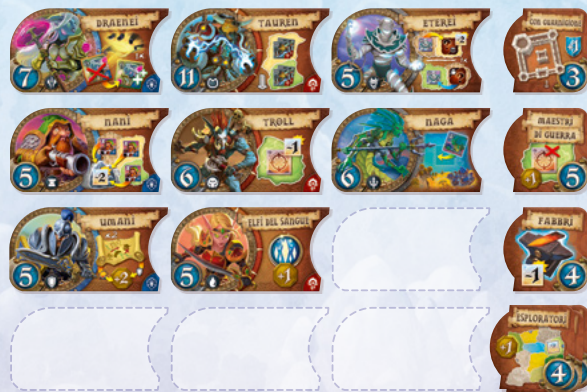 DRAENEI
TAUREN
ETEREI
CON GUARNIGIONE
7
11
5
3
NANI
TROLL
NAGA
MAESTRI
DI GUERRA
-2
-1
+1
5
6
6
5
UMANI
ELFI DEL SANGUE
FABBRI
+2
+1
-1
5
5
4
ESPLORATORI
+1
4